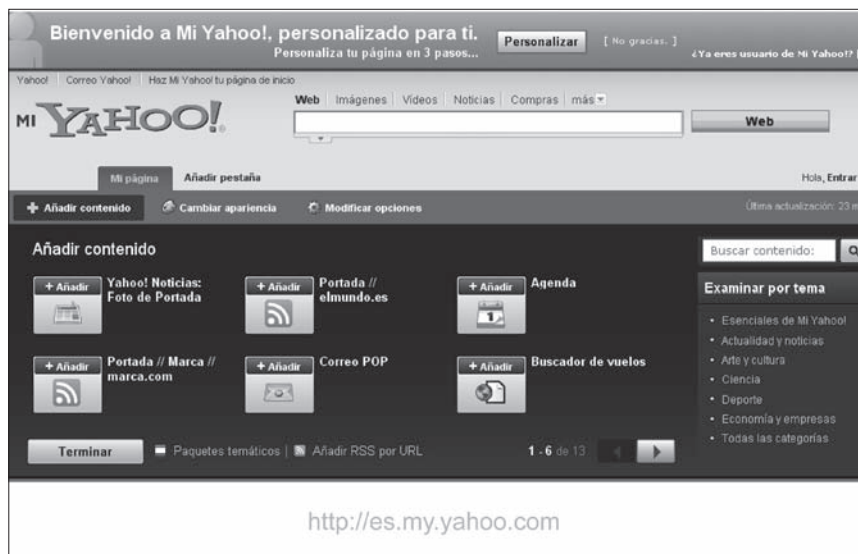 Bienvenido a Mi Yahoo!, personalizado para ti.
Personaliza tu página en 3 pasos...
Personalizar
[ No gracias. ]
¿Ya eres usuario de Mi Yahoo!?
Yahoo! Correo Yahoo! Haz Mi Yahoo! tu página de inicio
Web Imágenes Vídeos Noticias Compras más
MI YAHOO!
Web
Mi página Añadir pestaña
Hola, Entrar
+ Añadir contenido Cambiar apariencia Modificar opciones
Última actualización: 23
Añadir contenido
Buscar contenido:
+ Añadir
Yahoo! Noticias:
Foto de Portada
+ Añadir
Portada //
elmundo.es
+ Añadir
Agenda
1
+ Añadir
Portada // Marca //
marca.com
+ Añadir
Correo POP
+ Añadir
Buscador de vuelos
Examinar por tema
• Esenciales de Mi Yahoo!
• Actualidad y noticias
• Arte y cultura
• Ciencia
• Deporte
• Economía y empresas
• Todas las categorías
Terminar
Paquetes temáticos | Añadir RSS por URL
1 - 6 de 13
http://es.my.yahoo.com